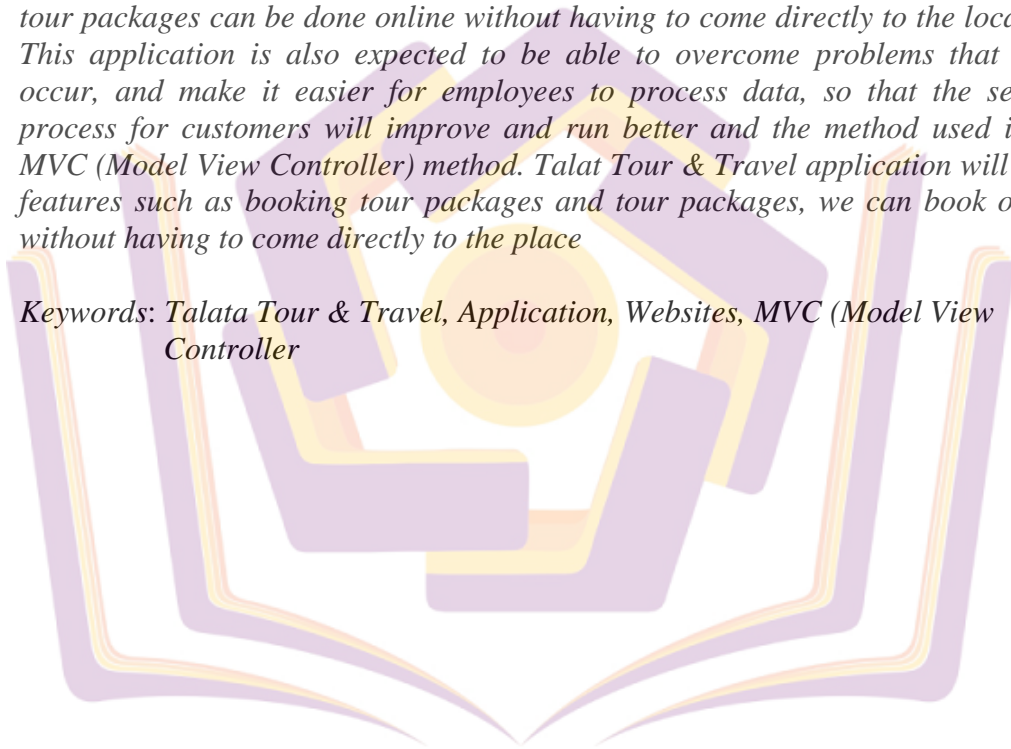 tour packages can be done online without having to come directly to the loca
This application is also expected to be able to overcome problems that
occur, and make it easier for employees to process data, so that the se
process for customers will improve and run better and the method used i
MVC (Model View Controller) method. Talat Tour & Travel application will
features such as booking tour packages and tour packages, we can book o
without having to come directly to the place
Keywords: Talata Tour & Travel, Application, Websites, MVC (Model View
Controller